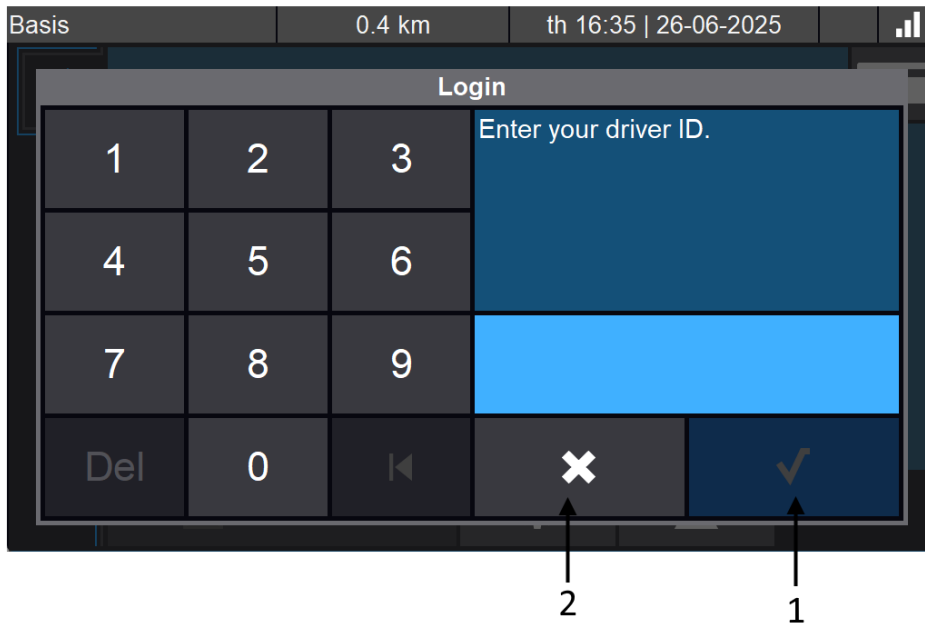 Basis 0.4 km th 16:35 | 26-06-2025
Login
Enter your driver ID.
1 2 3
4 5 6
7 8 9
Del 0
2 1